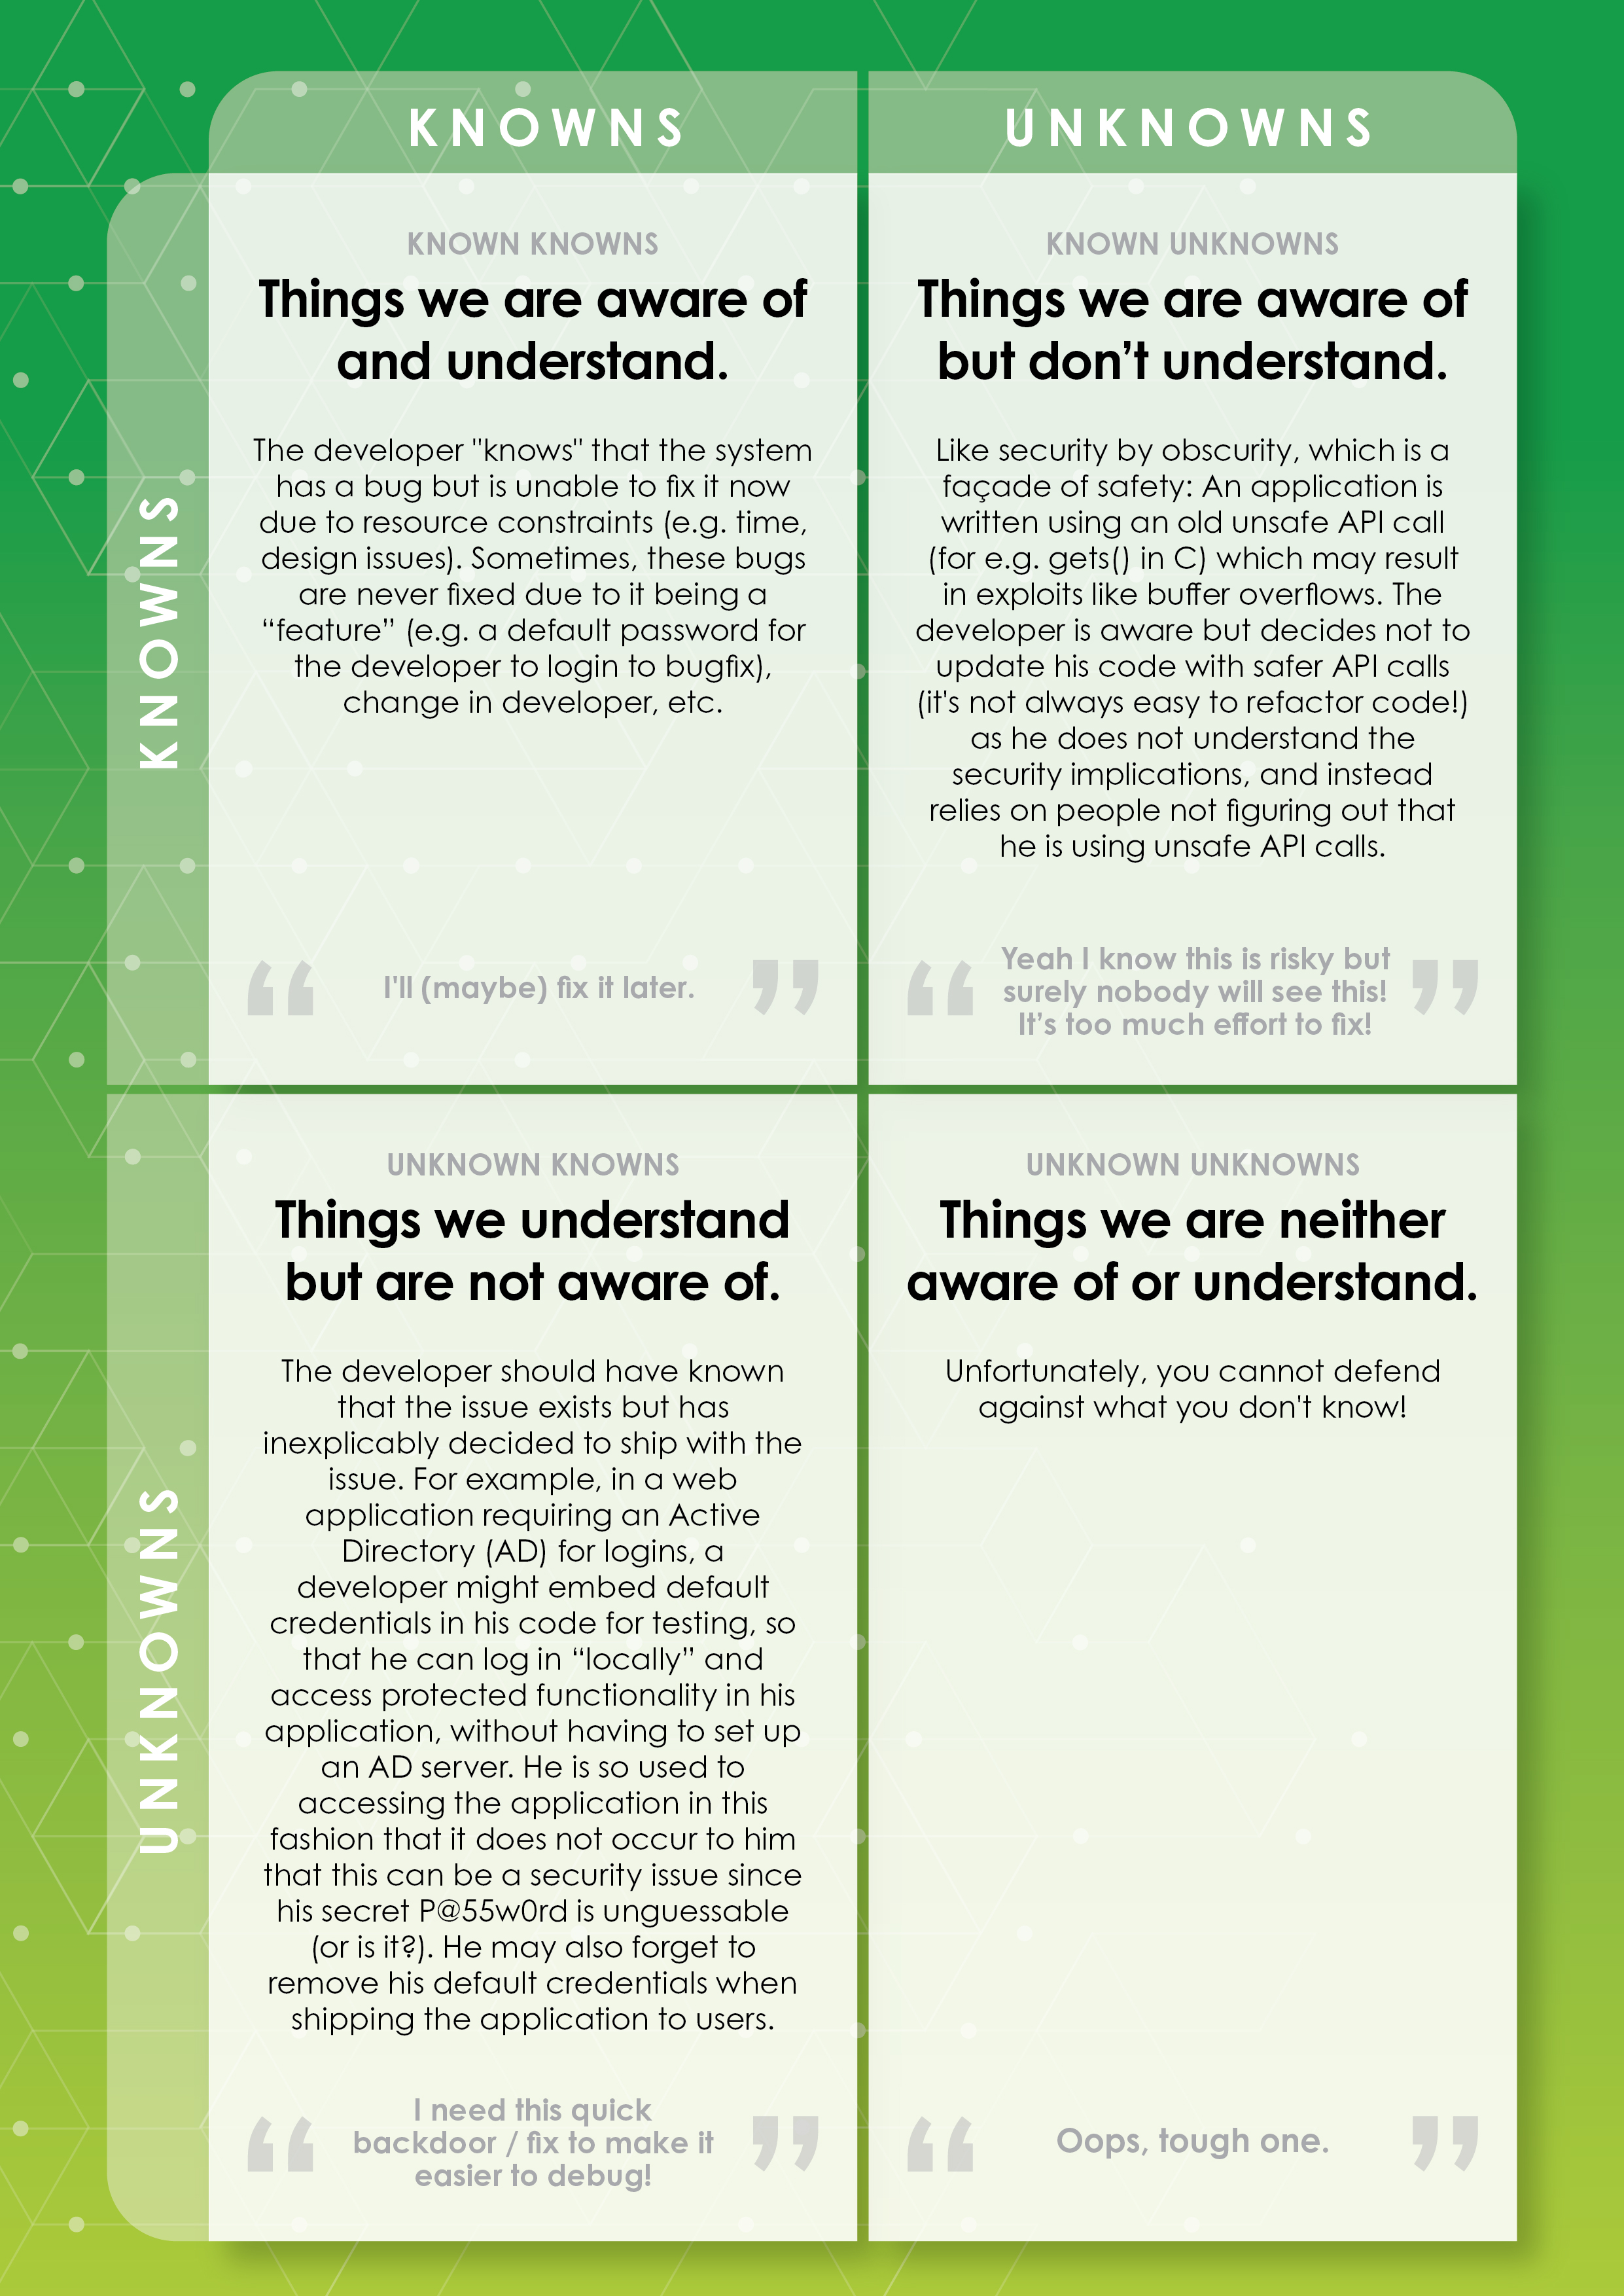 KNOWNS
UNKNOWNS
KNOWNS
KNOWN KNOWNS
Things we are aware of
and understand.
The developer "knows" that the system
has a bug but is unable to fix it now
due to resource constraints (e.g. time,
design issues). Sometimes, these bugs
are never fixed due to it being a
“feature” (e.g. a default password for
the developer to login to bugfix),
change in developer, etc.
“ I'll (maybe) fix it later. ”
KNOWN UNKNOWNS
Things we are aware of
but don’t understand.
Like security by obscurity, which is a
façade of safety: An application is
written using an old unsafe API call
(for e.g. gets() in C) which may result
in exploits like buffer overflows. The
developer is aware but decides not to
update his code with safer API calls
(it's not always easy to refactor code!)
as he does not understand the
security implications, and instead
relies on people not figuring out that
he is using unsafe API calls.
“ Yeah I know this is risky but
surely nobody will see this!
It’s too much effort to fix! ”
UNKNOWNS
UNKNOWN KNOWNS
Things we understand
but are not aware of.
The developer should have known
that the issue exists but has
inexplicably decided to ship with the
issue. For example, in a web
application requiring an Active
Directory (AD) for logins, a
developer might embed default
credentials in his code for testing, so
that he can log in “locally” and
access protected functionality in his
application, without having to set up
an AD server. He is so used to
accessing the application in this
fashion that it does not occur to him
that this can be a security issue since
his secret P@55w0rd is unguessable
(or is it?). He may also forget to
remove his default credentials when
shipping the application to users.
“ I need this quick
backdoor / fix to make it
easier to debug! ”
UNKNOWN UNKNOWNS
Things we are neither
aware of or understand.
Unfortunately, you cannot defend
against what you don't know!
“ Oops, tough one. ”